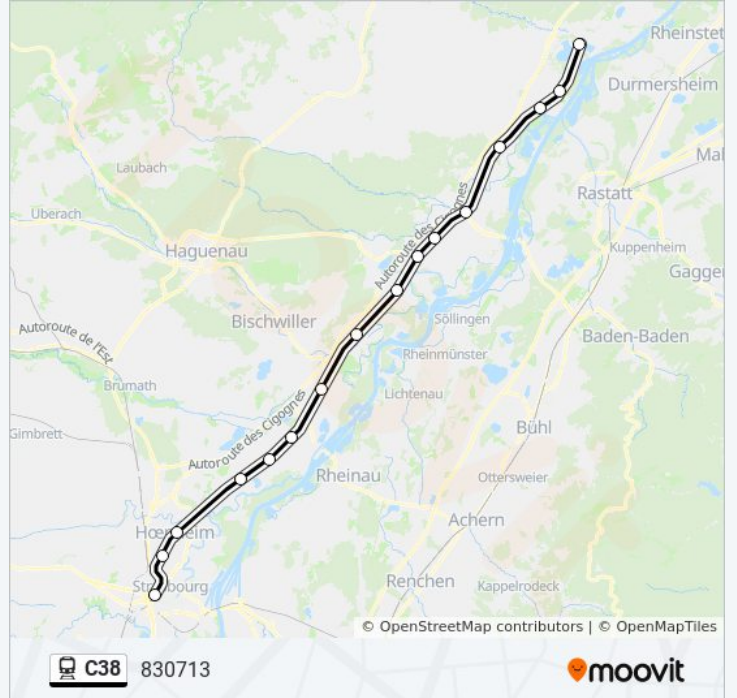 Rheinstet
Durmersheim
Mal
Laubach
Rastatt
Überach
Autoroute des Cigognes
Haguenau
Kuppenheim
Gagger
Söllingen
Bischwiller
Autoroute de l'Est
Baden-Baden
Rheinmünster
Brumath
Lichtenau
Autoroute des Cigognes
Gimbrett
Bühl
Rheinau
Ottersweier
Achern
Hœnheim
Renchen
Kappelrodeck
Strasbourg
© OpenStreetMap contributors | © OpenMapTiles
C38 830713 moovit